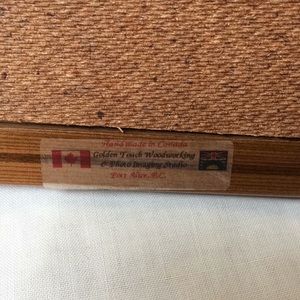 Hand Made in Canada
Golden Touch Woodworking
& Photo Imaging Studio
Port Alice, B.C.